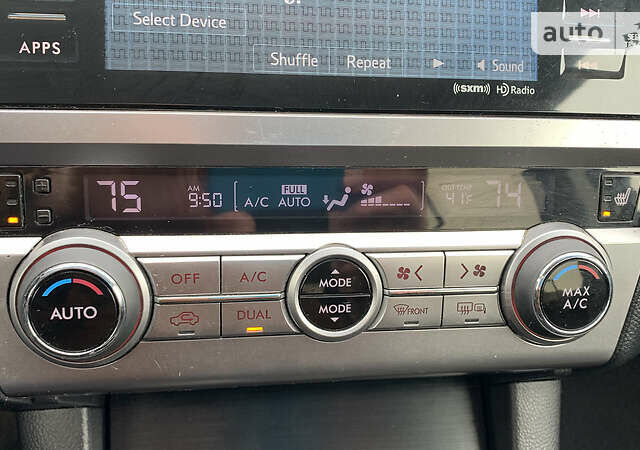 Select Device
auto
APPS
Shuffle Repeat Sound
((sxm)) HD Radio
75 AM 9:50 A/C FULL AUTO OUT TEMP 41°F 74
OFF A/C MODE
AUTO MODE MAX A/C
DUAL FRONT